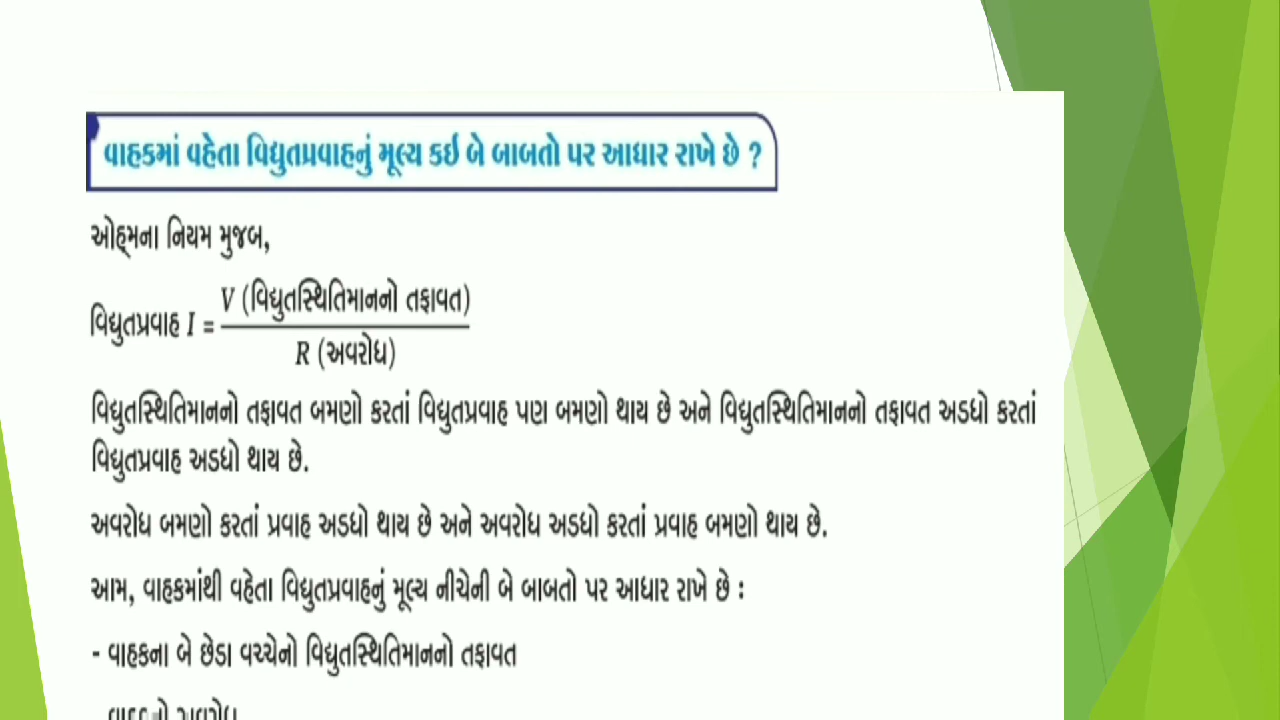 વાહકમાં વહેતા વિદ્યુતપ્રવાહનું મૂલ્ય કઈ બે બાબતો પર આધાર રાખે છે ?
ઓહ્મના નિયમ મુજબ,
વિદ્યુતપ્રવાહ I = V (વિદ્યુતસ્થિતિમાનનો તફાવત)
R (અવરોધ)
વિદ્યુતસ્થિતિમાનનો તફાવત બમણો કરતાં વિદ્યુતપ્રવાહ પણ બમણો થાય છે અને વિદ્યુતસ્થિતિમાનનો તફાવત અડધો કરતાં
વિદ્યુતપ્રવાહ અડધો થાય છે.
અવરોધ બમણો કરતાં પ્રવાહ અડધો થાય છે અને અવરોધ અડધો કરતાં પ્રવાહ બમણો થાય છે.
આમ, વાહકમાંથી વહેતા વિદ્યુતપ્રવાહનું મૂલ્ય નીચેની બે બાબતો પર આધાર રાખે છે :
- વાહકના બે છેડા વચ્ચેનો વિદ્યુતસ્થિતિમાનનો તફાવત